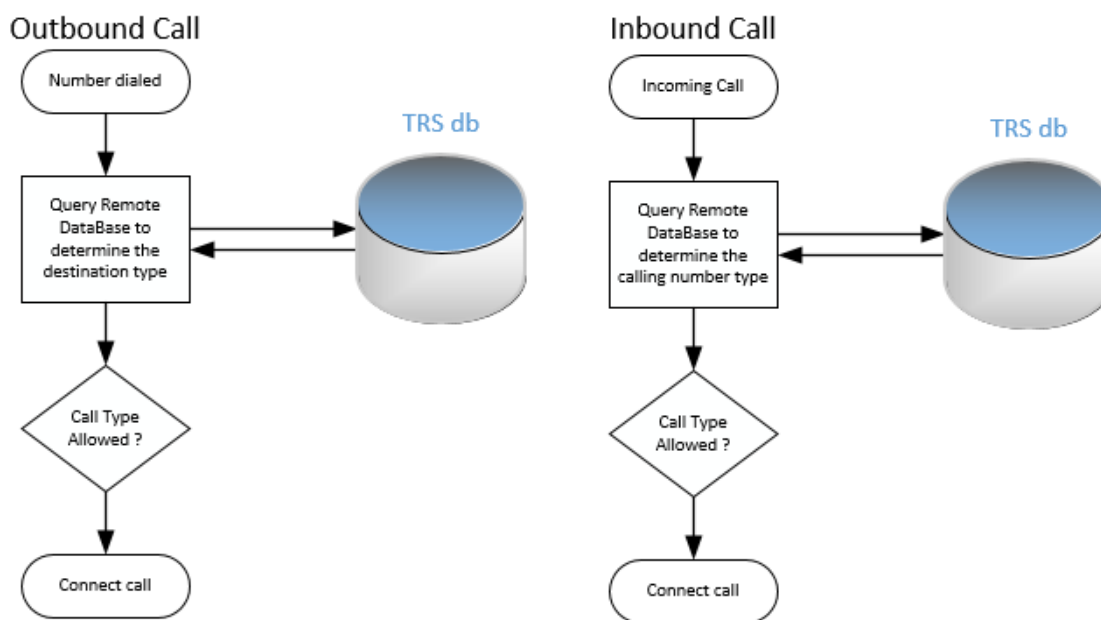 Outbound Call
Number dialed
TRS db
Query Remote
DataBase to
determine the
destination type
Call Type
Allowed ?
Connect call
Inbound Call
Incoming Call
TRS db
Query Remote
DataBase to
determine the
calling number type
Call Type
Allowed ?
Connect call